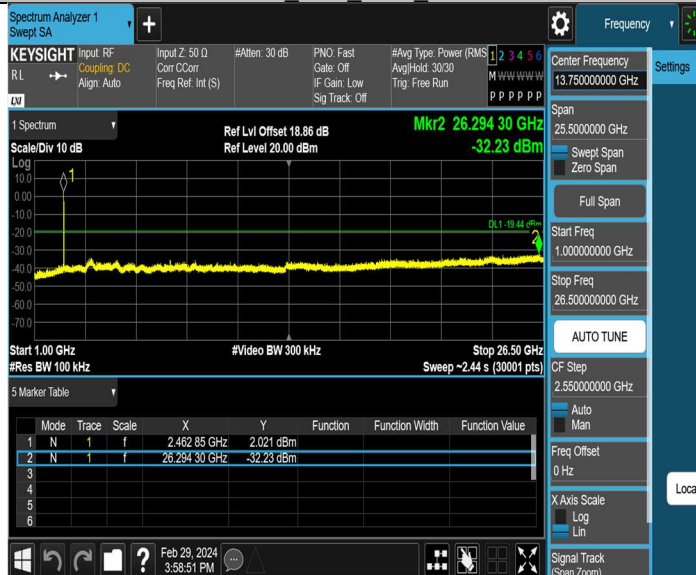 Spectrum Analyzer 1
Swept SA
+
Frequency
KEYSIGHT
RL
LXI
Input: RF
Coupling: DC
Align: Auto
Input Z: 50 Ω
Corr CCorr
Freq Ref: Int (S)
#Atten: 30 dB
PNO: Fast
Gate: Off
IF Gain: Low
Sig Track: Off
#Avg Type: Power (RMS
Avg|Hold: 30/30
Trig: Free Run
1 2 3 4 5 6
M W W W W W
P P P P P P
1 Spectrum
Scale/Div 10 dB
Ref Lvl Offset 18.86 dB
Ref Level 20.00 dBm
Mkr2 26.294 30 GHz
-32.23 dBm
Log
10.0
0.00
-10.0
-20.0
-30.0
-40.0
-50.0
-60.0
-70.0
1
DL1 -19.44 dBm
2
Start 1.00 GHz
#Res BW 100 kHz
#Video BW 300 kHz
Stop 26.50 GHz
Sweep ~2.44 s (30001 pts)
5 Marker Table
Mode Trace Scale X Y Function Function Width Function Value
1 N 1 f 2.462 85 GHz 2.021 dBm
2 N 1 f 26.294 30 GHz -32.23 dBm
3
4
5
6
?
Feb 29, 2024
3:58:51 PM
Center Frequency
13.750000000 GHz
Settings
Span
25.5000000 GHz
Swept Span
Zero Span
Full Span
Start Freq
1.000000000 GHz
Stop Freq
26.500000000 GHz
AUTO TUNE
CF Step
2.550000000 GHz
Auto
Man
Freq Offset
0 Hz
Loca
X Axis Scale
Log
Lin
Signal Track
(Span Zoom)